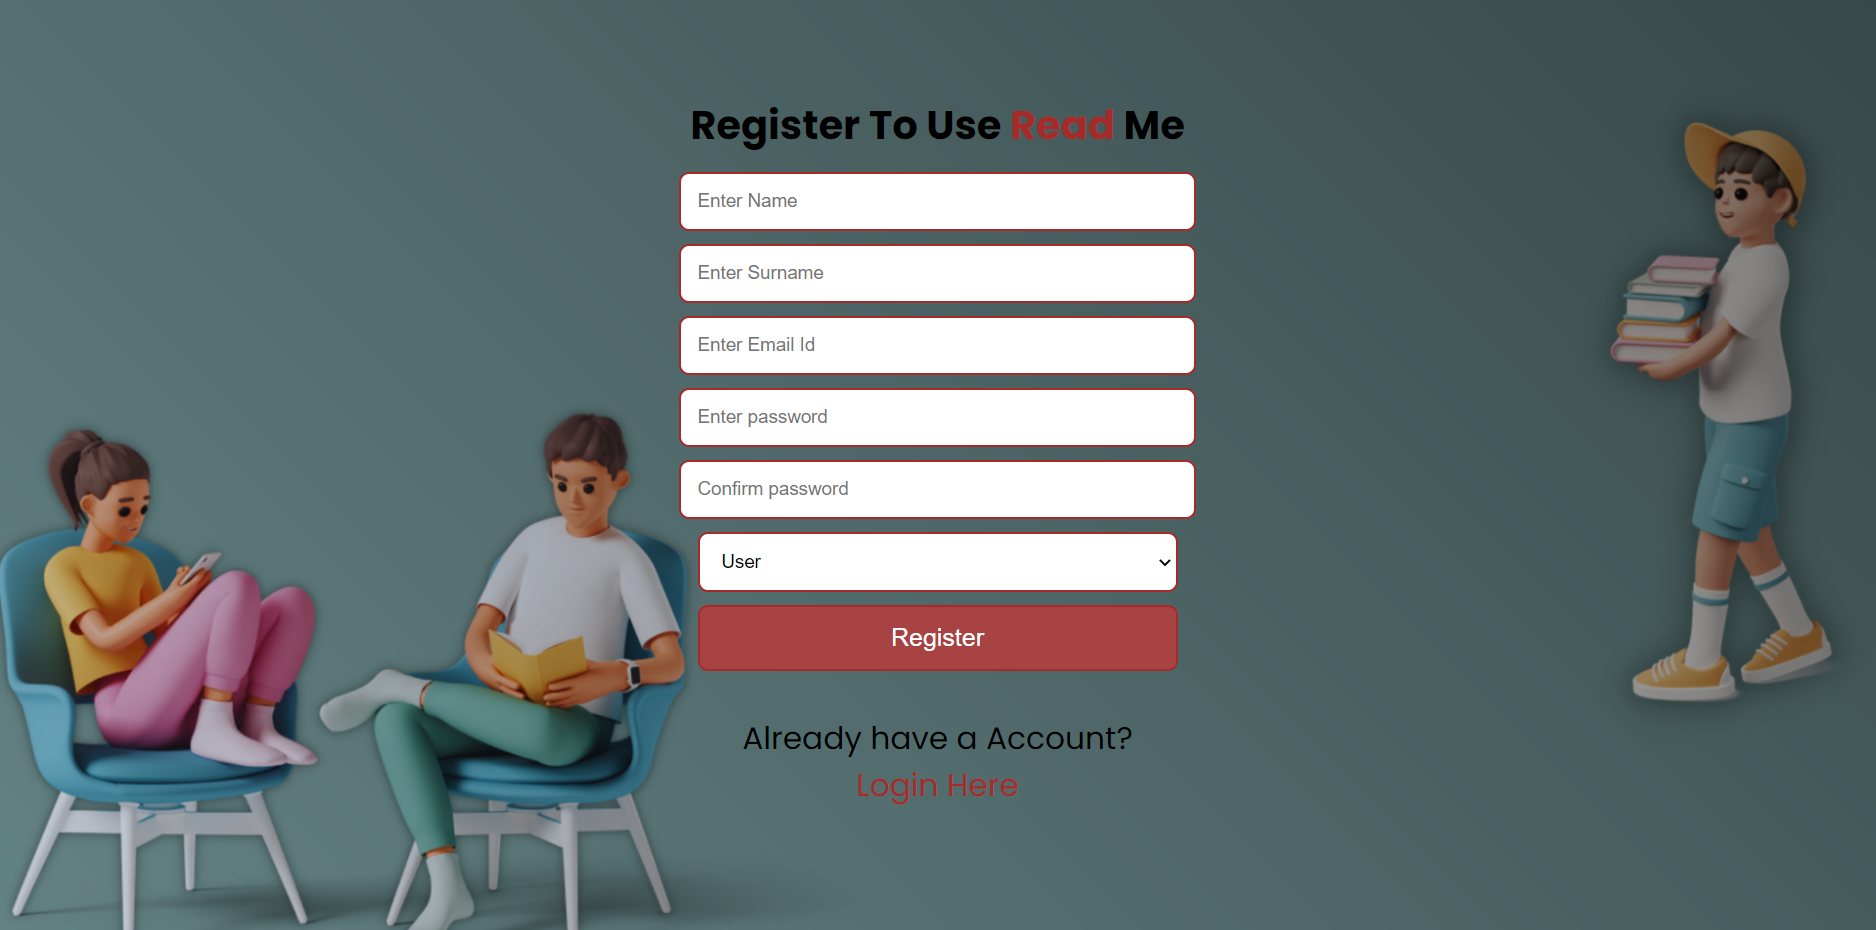 Register To Use Read Me
Enter Name
Enter Surname
Enter Email Id
Enter password
Confirm password
User
Register
Already have a Account?
Login Here